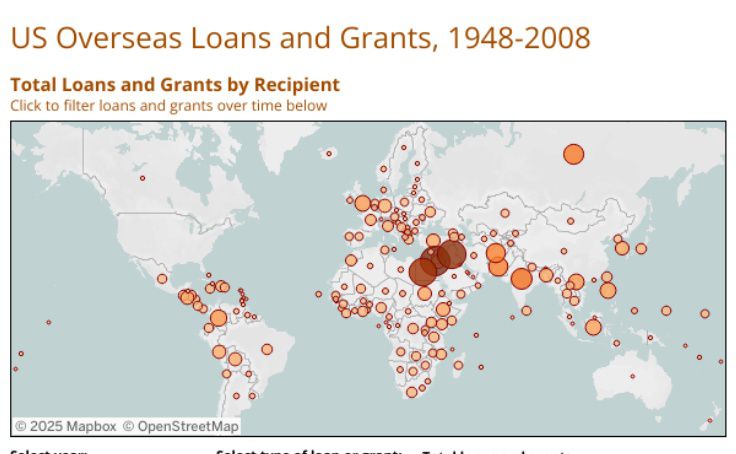 US Overseas Loans and Grants, 1948-2008
Total Loans and Grants by Recipient
Click to filter loans and grants over time below
© 2025 Mapbox © OpenStreetMap